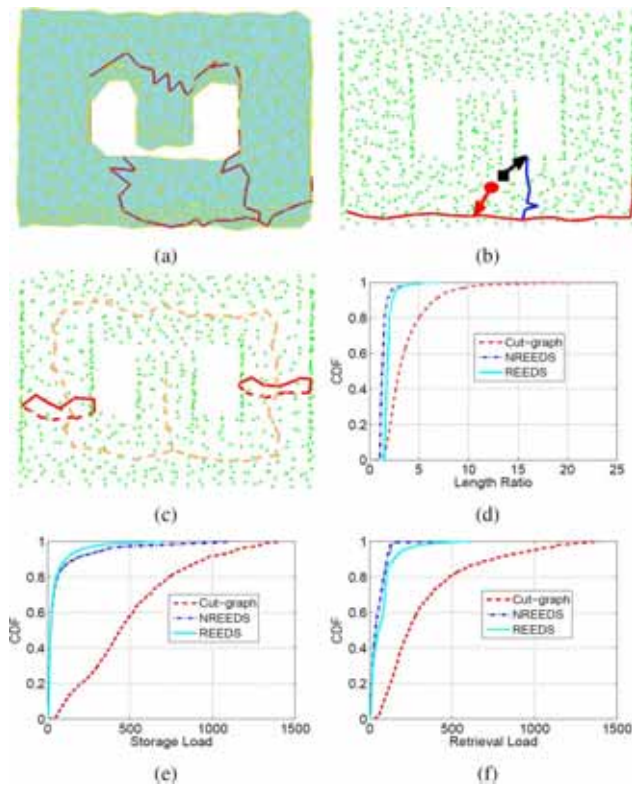 (a)
(b)
(c)
1
0.8
0.6
0.4
0.2
0
CDF
Cut-graph
NREEDS
REEDS
0 5 10 15 20 25
Length Ratio
(d)
1
0.8
0.6
0.4
0.2
0
CDF
Cut-graph
NREEDS
REEDS
0 500 1000 1500
Storage Load
(e)
1
0.8
0.6
0.4
0.2
0
CDF
Cut-graph
NREEDS
REEDS
0 500 1000 1500
Retrieval Load
(f)